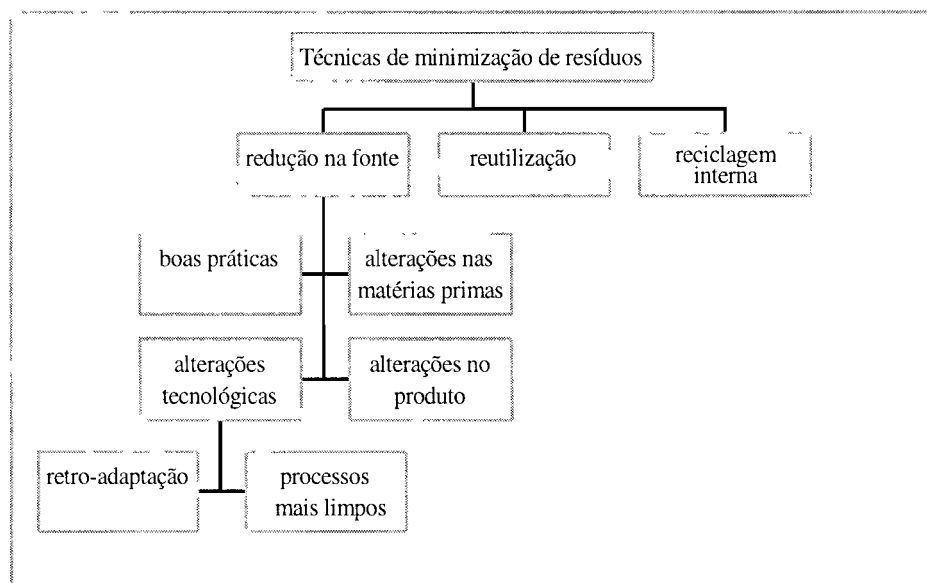 Técnicas de minimização de resíduos
redução na fonte
reutilização
reciclagem
interna
boas práticas
alterações nas
matérias primas
alterações
tecnológicas
alterações no
produto
retro-adaptação
processos
mais limpos